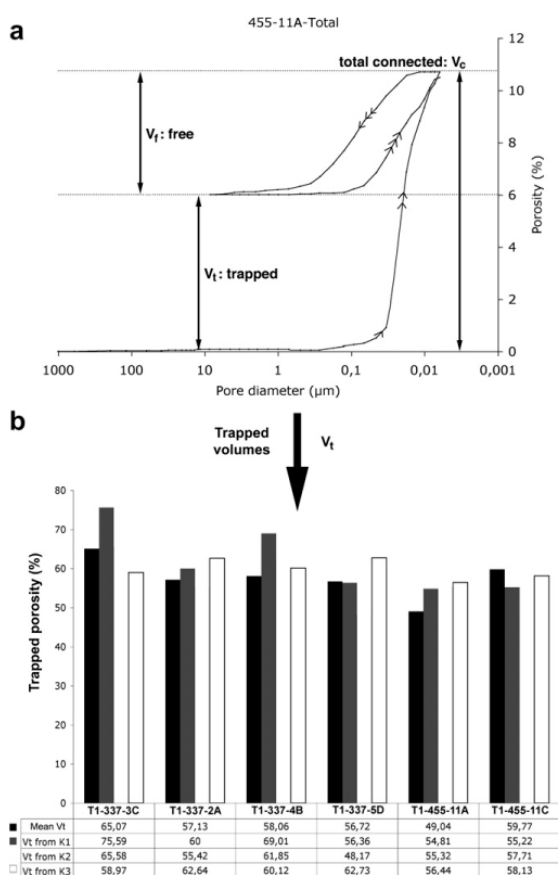 a
455-11A-Total
12
total connected: Vc
10
Vf : free
8
Porosity (%)
6
4
Vt : trapped
2
0
1000 100 10 1 0,1 0,01 0,001
Pore diameter (µm)
b
Trapped volumes
Vt
80
70
60
50
40
30
20
10
0
Trapped porosity (%)
T1-337-3C T1-337-2A T1-337-4B T1-337-5D T1-455-11A T1-455-11C
Mean Vt 65,07 57,13 58,06 56,72 49,04 59,77
Vt from K1 75,59 60 69,01 56,36 54,81 55,22
Vt from K2 65,58 55,42 61,85 48,17 55,32 57,71
Vt from K3 58,97 62,64 60,12 62,73 56,44 58,13